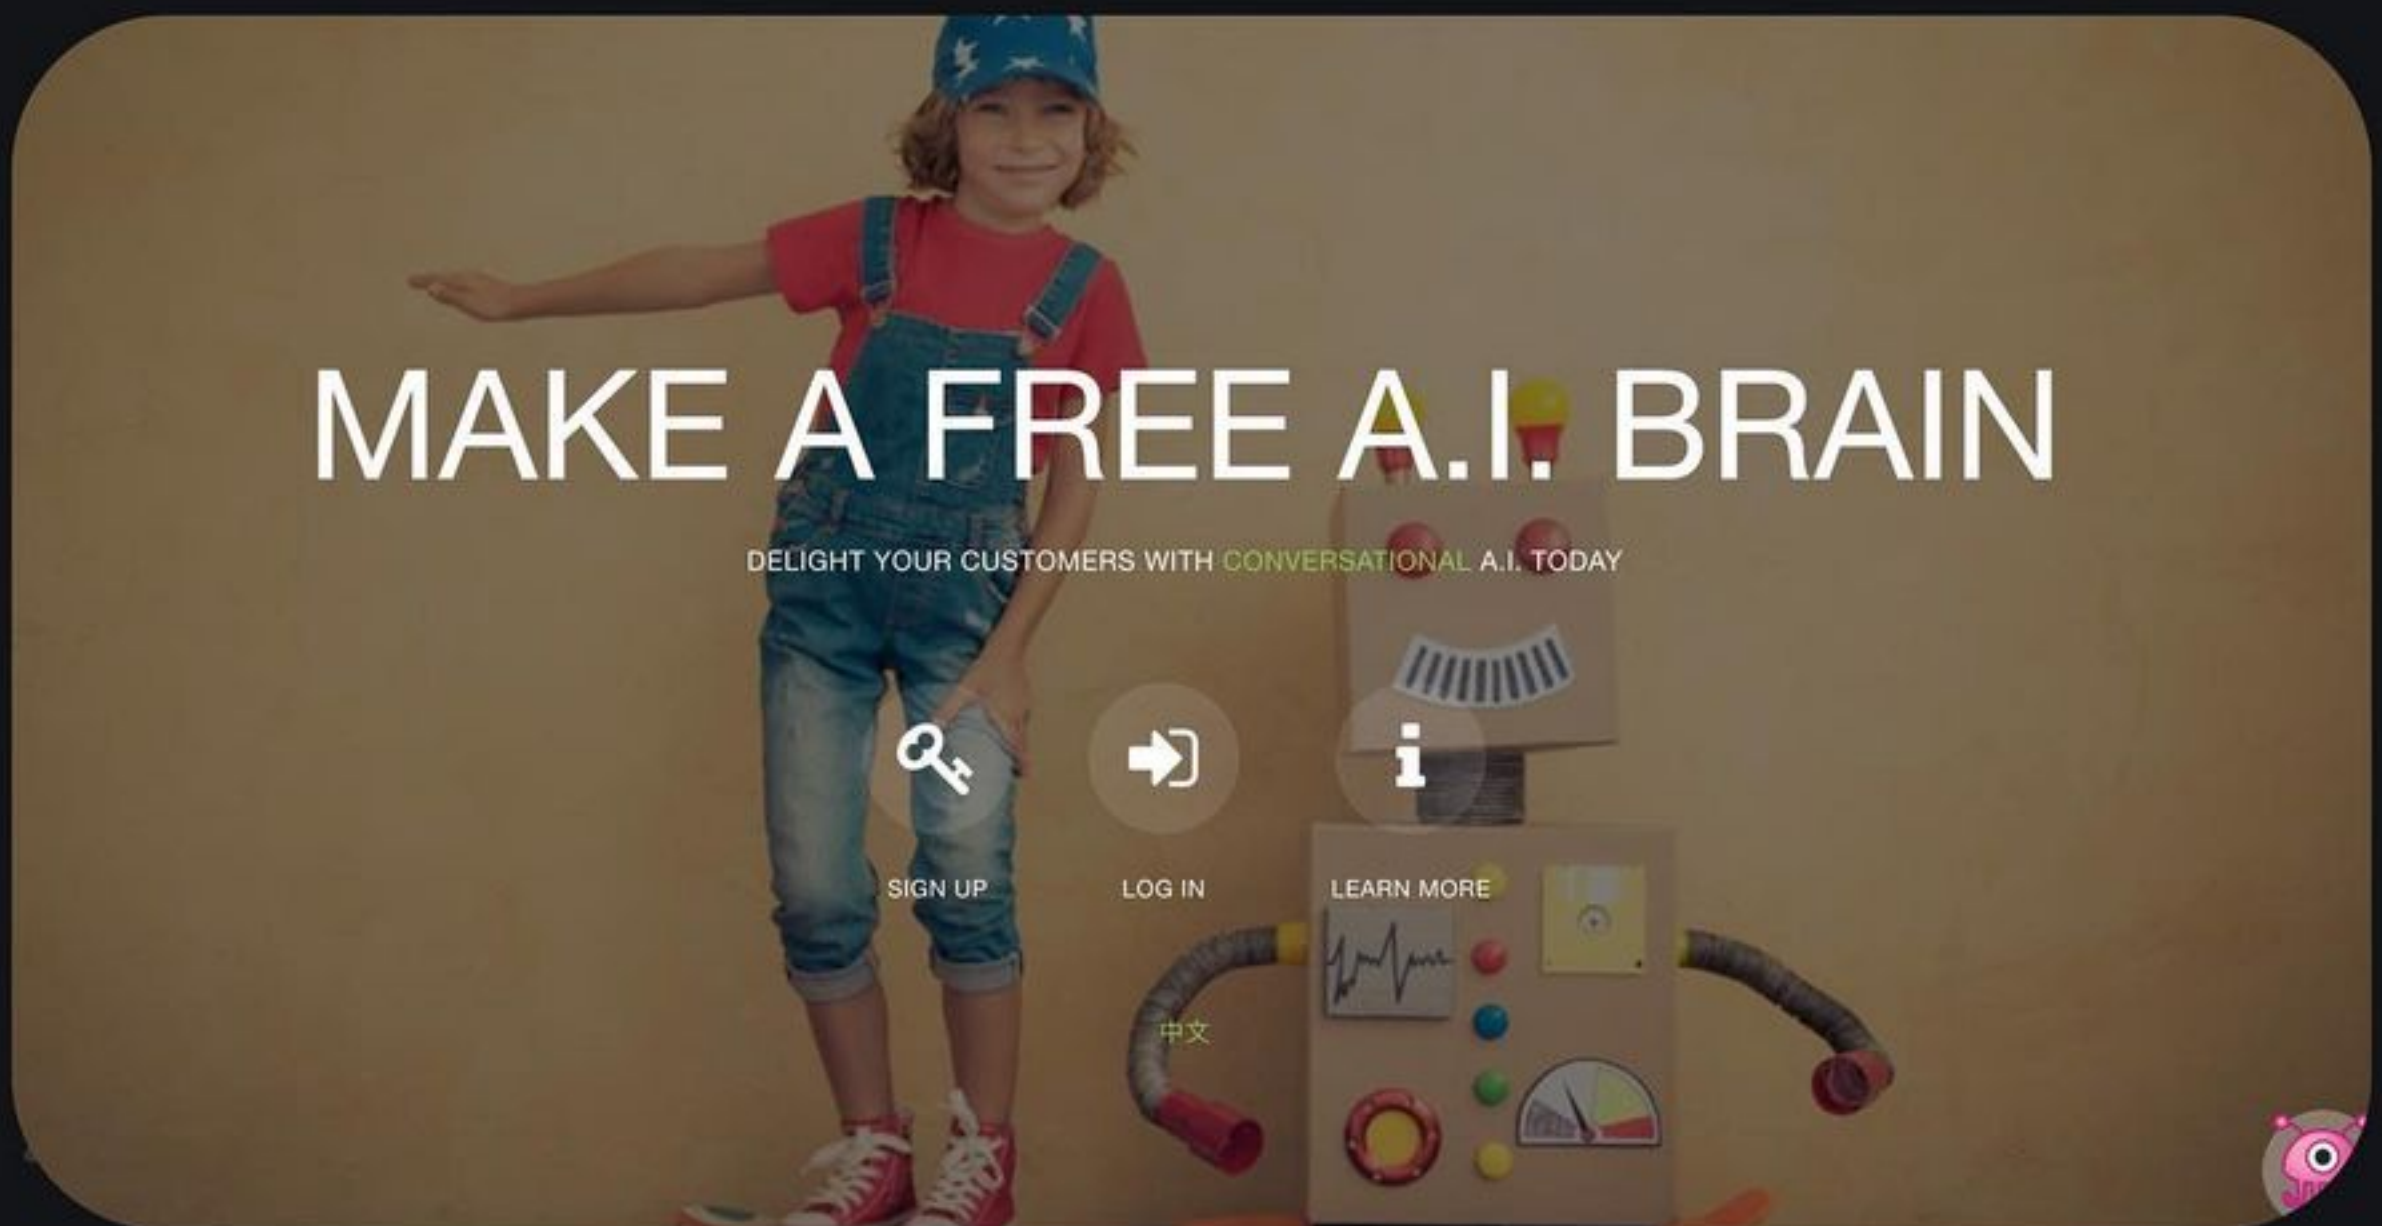 MAKE A FREE A.I. BRAIN
DELIGHT YOUR CUSTOMERS WITH CONVERSATIONAL A.I. TODAY
SIGN UP
LOG IN
LEARN MORE
中文